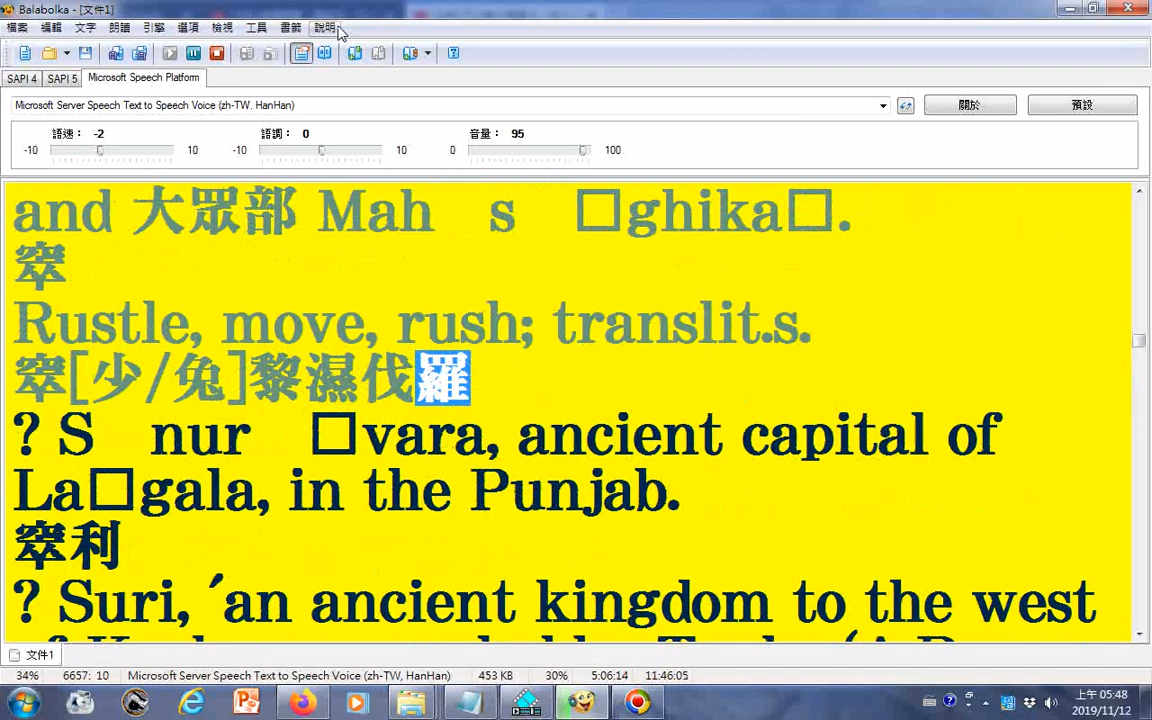 Balabolka - [文件1]
檔案 編輯 文字 朗讀 引擎 選項 檢視 工具 書籤 說明
SAPI 4 SAPI 5 Microsoft Speech Platform
Microsoft Server Speech Text to Speech Voice (zh-TW, HanHan) 關於 預設
語速： -2 語調： 0 音量： 95
-10 10 -10 10 0 100
and 大眾部 Mah s □ghika□.
窣
Rustle, move, rush; translit.s.
窣[少/兔]黎濕伐羅
? S nur □vara, ancient capital of
La□gala, in the Punjab.
窣利
? Suri, ′an ancient kingdom to the west
文件1
34% 6657: 10 Microsoft Server Speech Text to Speech Voice (zh-TW, HanHan) 453 KB 30% 5:06:14 11:46:05
上午 05:48
2019/11/12